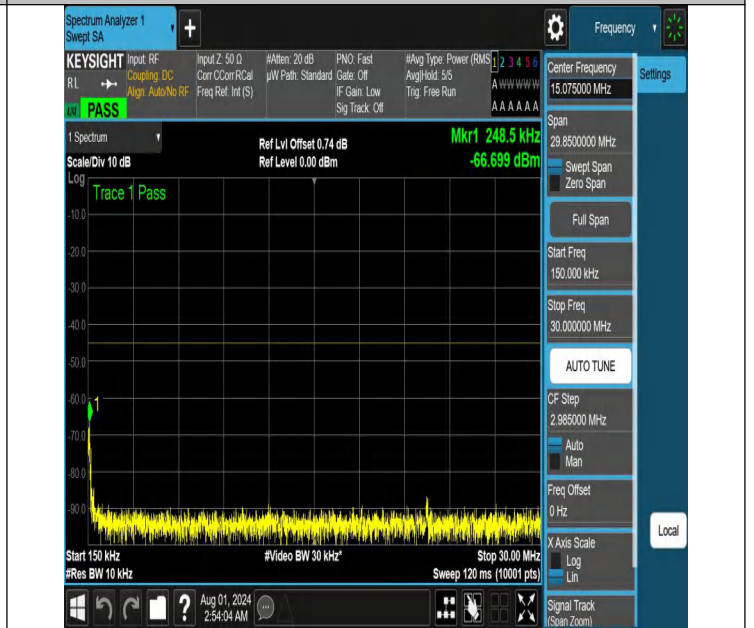 Spectrum Analyzer 1
Swept SA
+
Frequency
KEYSIGHT
RL
PASS
Input: RF
Coupling: DC
Align: Auto/No RF
Input Z: 50 Ω
Corr CCorr RCal
Freq Ref: Int (S)
#Atten: 20 dB
µW Path: Standard
PNO: Fast
Gate: Off
IF Gain: Low
Sig Track: Off
#Avg Type: Power (RMS
Avg|Hold: 5/5
Trig: Free Run
1 2 3 4 5 6
A W W W W W
A A A A A A
1 Spectrum
Scale/Div 10 dB
Ref Lvl Offset 0.74 dB
Ref Level 0.00 dBm
Mkr1 248.5 kHz
-66.699 dBm
Log
Trace 1 Pass
-10.0
-20.0
-30.0
-40.0
-50.0
-60.0
1
-70.0
-80.0
-90.0
Start 150 kHz
#Video BW 30 kHz*
Stop 30.00 MHz
#Res BW 10 kHz
Sweep 120 ms (10001 pts)
Center Frequency
15.075000 MHz
Settings
Span
29.8500000 MHz
Swept Span
Zero Span
Full Span
Start Freq
150.000 kHz
Stop Freq
30.000000 MHz
AUTO TUNE
CF Step
2.985000 MHz
Auto
Man
Freq Offset
0 Hz
Local
X Axis Scale
Log
Lin
Signal Track
(Span Zoom)
?
Aug 01, 2024
2:54:04 AM